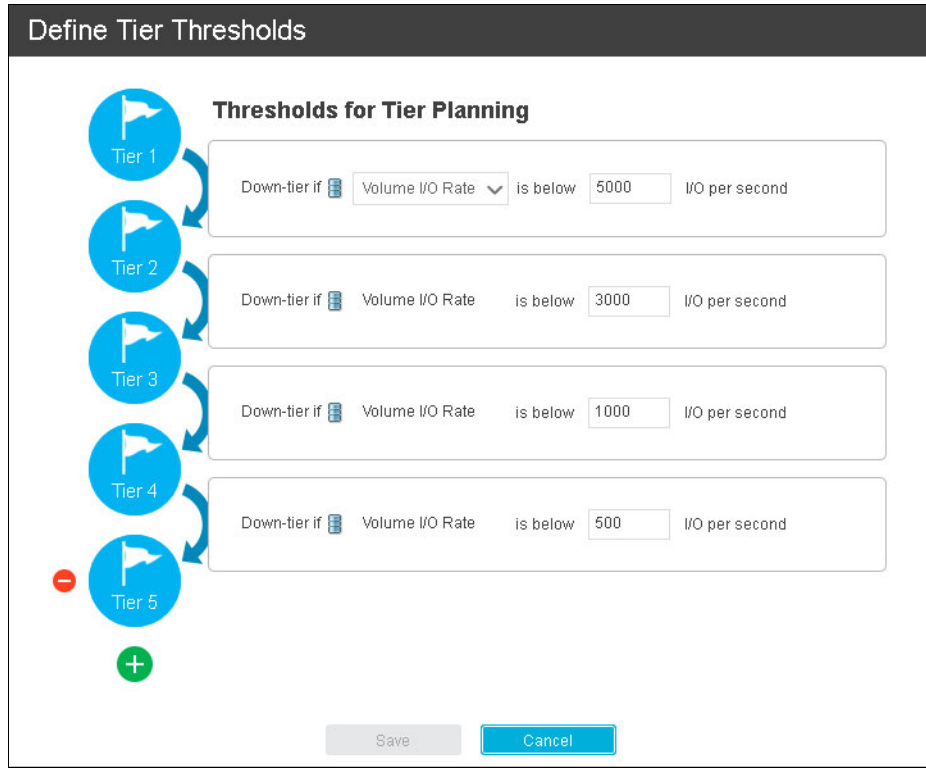 Define Tier Thresholds
Thresholds for Tier Planning
Tier 1
Down-tier if Volume I/O Rate is below 5000 I/O per second
Tier 2
Down-tier if Volume I/O Rate is below 3000 I/O per second
Tier 3
Down-tier if Volume I/O Rate is below 1000 I/O per second
Tier 4
Down-tier if Volume I/O Rate is below 500 I/O per second
Tier 5
Save Cancel